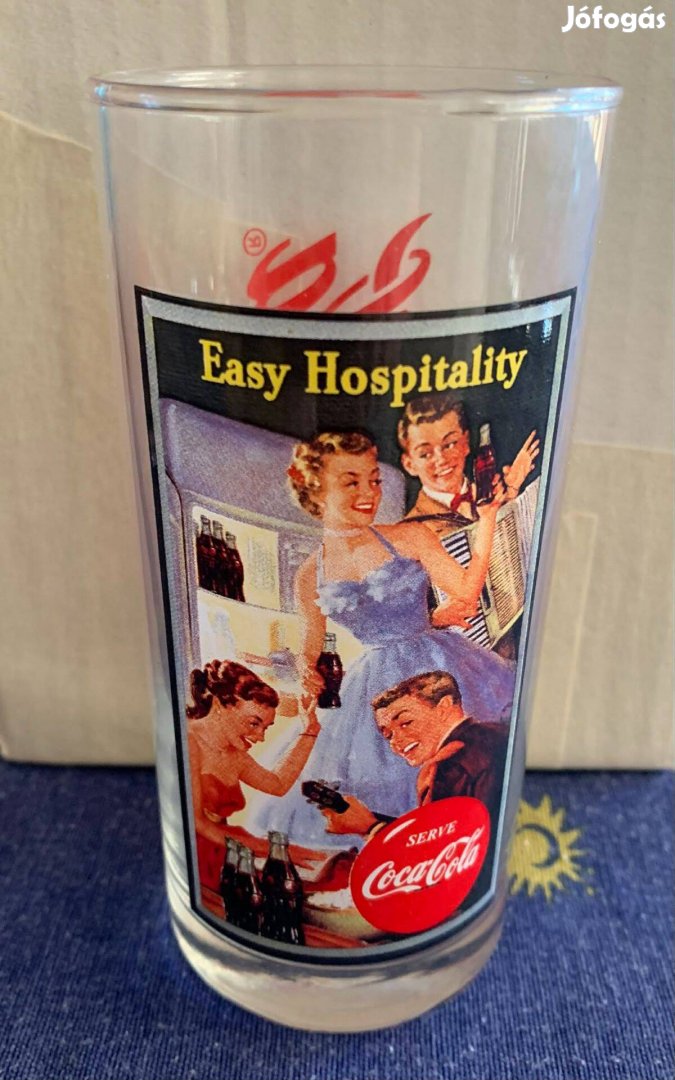 Jófogás
®
Easy Hospitality
SERVE
Coca-Cola